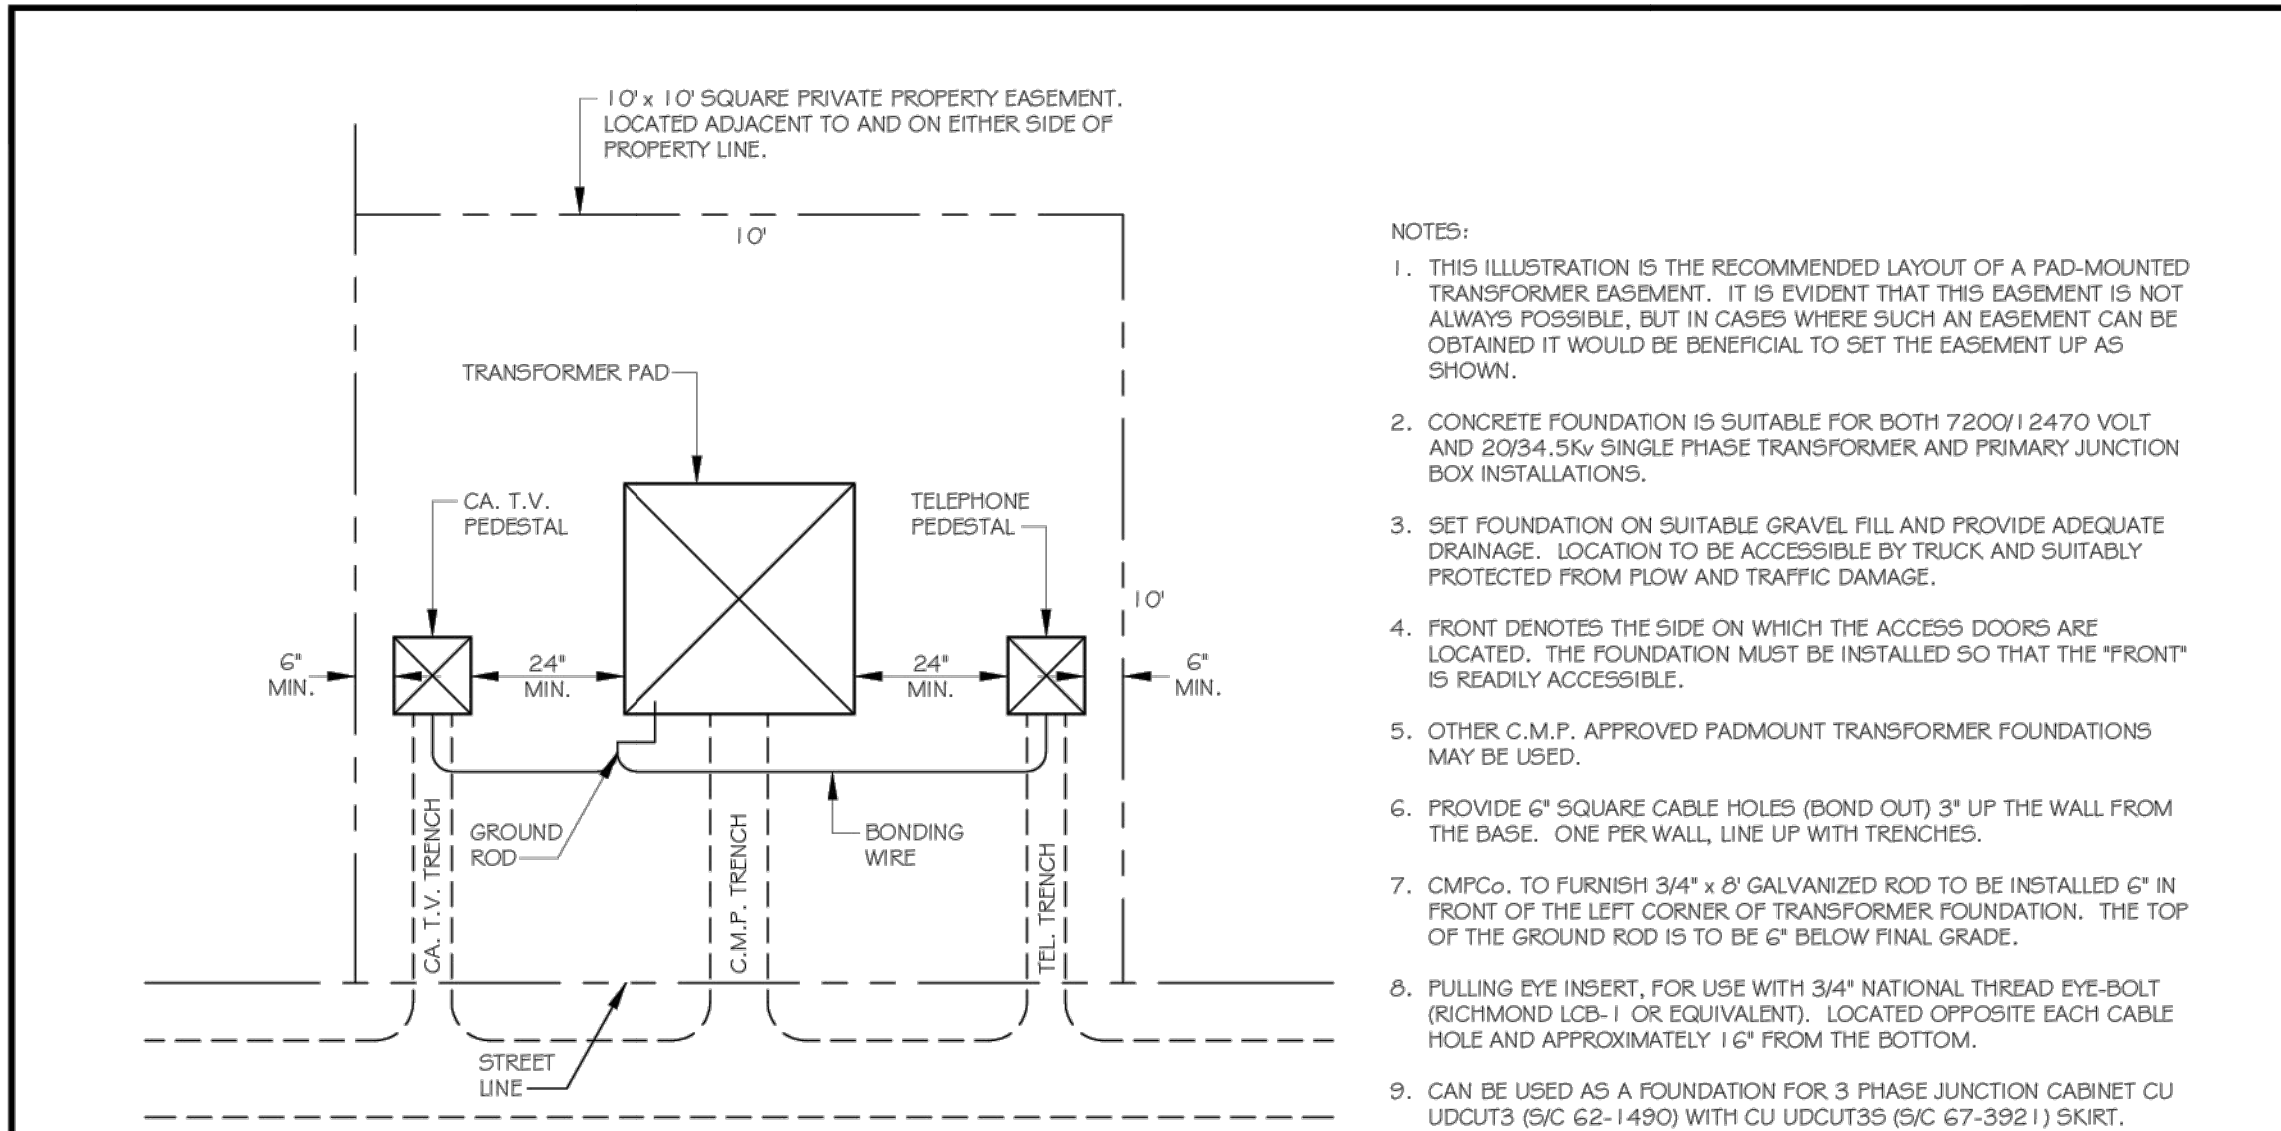 10' x 10' SQUARE PRIVATE PROPERTY EASEMENT.
LOCATED ADJACENT TO AND ON EITHER SIDE OF
PROPERTY LINE.
10'
TRANSFORMER PAD
CA. T.V.
PEDESTAL
TELEPHONE
PEDESTAL
10'
6"
MIN.
24"
MIN.
24"
MIN.
6"
MIN.
GROUND
ROD
BONDING
WIRE
CA. T.V. TRENCH
C.M.P. TRENCH
TEL. TRENCH
STREET
LINE
NOTES:
1. THIS ILLUSTRATION IS THE RECOMMENDED LAYOUT OF A PAD-MOUNTED
TRANSFORMER EASEMENT. IT IS EVIDENT THAT THIS EASEMENT IS NOT
ALWAYS POSSIBLE, BUT IN CASES WHERE SUCH AN EASEMENT CAN BE
OBTAINED IT WOULD BE BENEFICIAL TO SET THE EASEMENT UP AS
SHOWN.
2. CONCRETE FOUNDATION IS SUITABLE FOR BOTH 7200/12470 VOLT
AND 20/34.5Kv SINGLE PHASE TRANSFORMER AND PRIMARY JUNCTION
BOX INSTALLATIONS.
3. SET FOUNDATION ON SUITABLE GRAVEL FILL AND PROVIDE ADEQUATE
DRAINAGE. LOCATION TO BE ACCESSIBLE BY TRUCK AND SUITABLY
PROTECTED FROM PLOW AND TRAFFIC DAMAGE.
4. FRONT DENOTES THE SIDE ON WHICH THE ACCESS DOORS ARE
LOCATED. THE FOUNDATION MUST BE INSTALLED SO THAT THE "FRONT"
IS READILY ACCESSIBLE.
5. OTHER C.M.P. APPROVED PADMOUNT TRANSFORMER FOUNDATIONS
MAY BE USED.
6. PROVIDE 6" SQUARE CABLE HOLES (BOND OUT) 3" UP THE WALL FROM
THE BASE. ONE PER WALL, LINE UP WITH TRENCHES.
7. CMPCo. TO FURNISH 3/4" x 8' GALVANIZED ROD TO BE INSTALLED 6" IN
FRONT OF THE LEFT CORNER OF TRANSFORMER FOUNDATION. THE TOP
OF THE GROUND ROD IS TO BE 6" BELOW FINAL GRADE.
8. PULLING EYE INSERT, FOR USE WITH 3/4" NATIONAL THREAD EYE-BOLT
(RICHMOND LCB-1 OR EQUIVALENT). LOCATED OPPOSITE EACH CABLE
HOLE AND APPROXIMATELY 16" FROM THE BOTTOM.
9. CAN BE USED AS A FOUNDATION FOR 3 PHASE JUNCTION CABINET CU
UDCUT3 (S/C 62-1490) WITH CU UDCUT3S (S/C 67-3921) SKIRT.